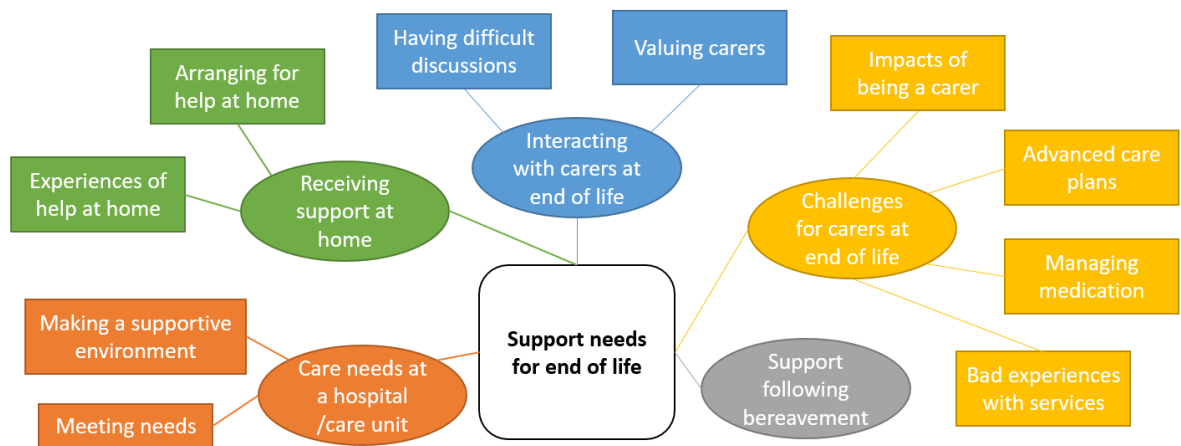 Having difficult
discussions
Valuing carers
Impacts of
being a carer
Arranging for
help at home
Interacting
with carers at
end of life
Advanced care
plans
Experiences of
help at home
Receiving
support at
home
Challenges
for carers at
end of life
Managing
medication
Making a supportive
environment
Support needs
for end of life
Support
following
bereavement
Care needs at
a hospital
/care unit
Bad experiences
with services
Meeting needs